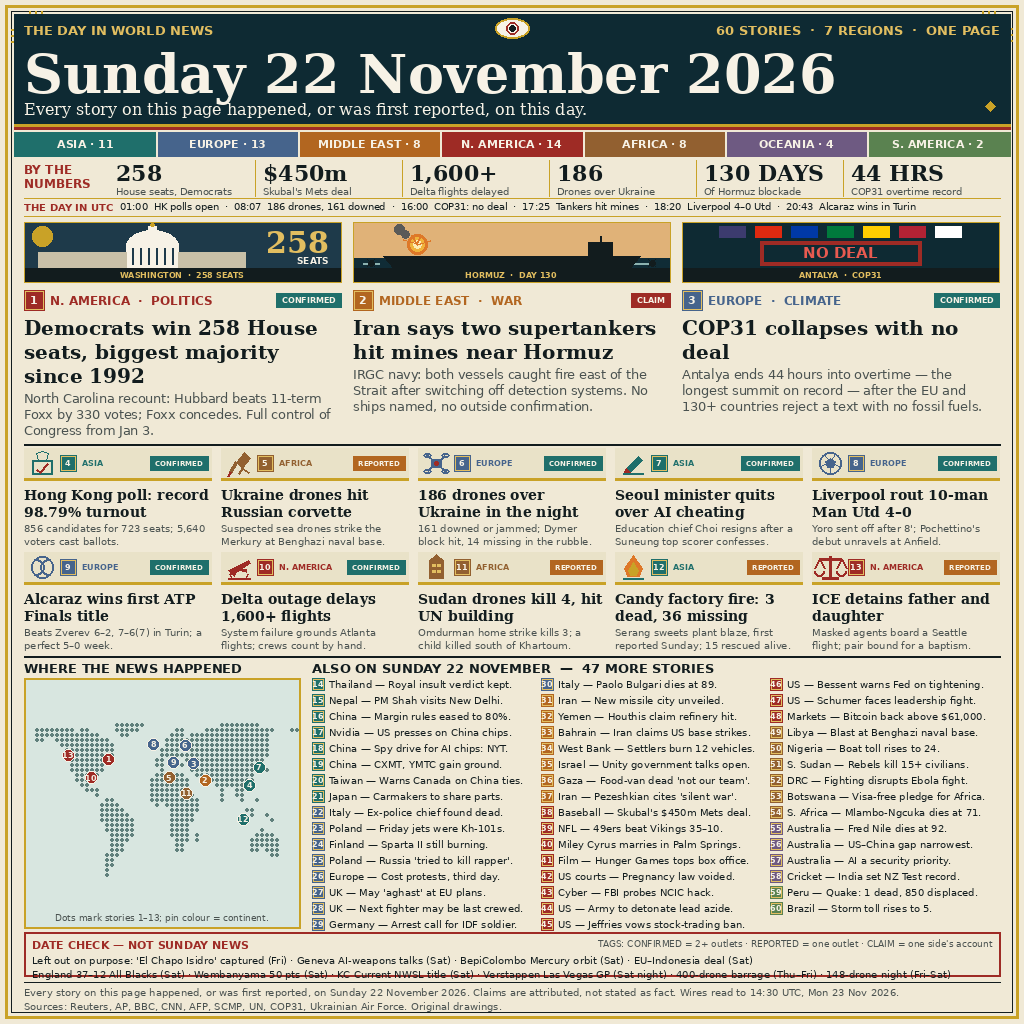 THE DAY IN WORLD NEWS
60 STORIES · 7 REGIONS · ONE PAGE
Sunday 22 November 2026
Every story on this page happened, or was first reported, on this day.
ASIA · 11
EUROPE · 13
MIDDLE EAST · 8
N. AMERICA · 14
AFRICA · 8
OCEANIA · 4
S. AMERICA · 2
BY THE
NUMBERS
258
House seats, Democrats
$450m
Skubal's Mets deal
1,600+
Delta flights delayed
186
Drones over Ukraine
130 DAYS
Of Hormuz blockade
44 HRS
COP31 overtime record
THE DAY IN UTC 01:00 HK polls open · 08:07 186 drones, 161 downed · 16:00 COP31: no deal · 17:25 Tankers hit mines · 18:20 Liverpool 4–0 Utd · 20:43 Alcaraz wins in Turin
258
SEATS
WASHINGTON · 258 SEATS
HORMUZ · DAY 130
NO DEAL
ANTALYA · COP31
1 N. AMERICA · POLITICS CONFIRMED
Democrats win 258 House
seats, biggest majority
since 1992
North Carolina recount: Hubbard beats 11-term
Foxx by 330 votes; Foxx concedes. Full control of
Congress from Jan 3.
2 MIDDLE EAST · WAR CLAIM
Iran says two supertankers
hit mines near Hormuz
IRGC navy: both vessels caught fire east of the
Strait after switching off detection systems. No
ships named, no outside confirmation.
3 EUROPE · CLIMATE CONFIRMED
COP31 collapses with no
deal
Antalya ends 44 hours into overtime — the
longest summit on record — after the EU and
130+ countries reject a text with no fossil fuels.
4 ASIA CONFIRMED
Hong Kong poll: record
98.79% turnout
856 candidates for 723 seats; 5,640
voters cast ballots.
5 AFRICA REPORTED
Ukraine drones hit
Russian corvette
Suspected sea drones strike the
Merkury at Benghazi naval base.
6 EUROPE CONFIRMED
186 drones over
Ukraine in the night
161 downed or jammed; Dymer
block hit, 14 missing in the rubble.
7 ASIA CONFIRMED
Seoul minister quits
over AI cheating
Education chief Choi resigns after a
Suneung top scorer confesses.
8 EUROPE CONFIRMED
Liverpool rout 10-man
Man Utd 4–0
Yoro sent off after 8'; Pochettino's
debut unravels at Anfield.
9 EUROPE CONFIRMED
Alcaraz wins first ATP
Finals title
Beats Zverev 6–2, 7–6(7) in Turin; a
perfect 5–0 week.
10 N. AMERICA CONFIRMED
Delta outage delays
1,600+ flights
System failure grounds Atlanta
flights; crews count by hand.
11 AFRICA REPORTED
Sudan drones kill 4, hit
UN building
Omdurman home strike kills 3; a
child killed south of Khartoum.
12 ASIA REPORTED
Candy factory fire: 3
dead, 36 missing
Serang sweets plant blaze, first
reported Sunday; 15 rescued alive.
13 N. AMERICA REPORTED
ICE detains father and
daughter
Masked agents board a Seattle
flight; pair bound for a baptism.
WHERE THE NEWS HAPPENED
13
1
10
8
6
9
3
5
2
11
7
4
12
Dots mark stories 1–13; pin colour = continent.
ALSO ON SUNDAY 22 NOVEMBER — 47 MORE STORIES
14 Thailand — Royal insult verdict kept.
15 Nepal — PM Shah visits New Delhi.
16 China — Margin rules eased to 80%.
17 Nvidia — US presses on China chips.
18 China — Spy drive for AI chips: NYT.
19 China — CXMT, YMTC gain ground.
20 Taiwan — Warns Canada on China ties.
21 Japan — Carmakers to share parts.
22 Italy — Ex-police chief found dead.
23 Poland — Friday jets were Kh-101s.
24 Finland — Sparta II still burning.
25 Poland — Russia 'tried to kill rapper'.
26 Europe — Cost protests, third day.
27 UK — May 'aghast' at EU plans.
28 UK — Next fighter may be last crewed.
29 Germany — Arrest call for IDF soldier.
30 Italy — Paolo Bulgari dies at 89.
31 Iran — New missile city unveiled.
32 Yemen — Houthis claim refinery hit.
33 Bahrain — Iran claims US base strikes.
34 West Bank — Settlers burn 12 vehicles.
35 Israel — Unity government talks open.
36 Gaza — Food-van dead 'not our team'.
37 Iran — Pezeshkian cites 'silent war'.
38 Baseball — Skubal's $450m Mets deal.
39 NFL — 49ers beat Vikings 35–10.
40 Miley Cyrus marries in Palm Springs.
41 Film — Hunger Games tops box office.
42 US courts — Pregnancy law voided.
43 Cyber — FBI probes NCIC hack.
44 US — Army to detonate lead azide.
45 US — Jeffries vows stock-trading ban.
46 US — Bessent warns Fed on tightening.
47 US — Schumer faces leadership fight.
48 Markets — Bitcoin back above $61,000.
49 Libya — Blast at Benghazi naval base.
50 Nigeria — Boat toll rises to 24.
51 S. Sudan — Rebels kill 15+ civilians.
52 DRC — Fighting disrupts Ebola fight.
53 Botswana — Visa-free pledge for Africa.
54 S. Africa — Mlambo-Ngcuka dies at 71.
55 Australia — Fred Nile dies at 92.
56 Australia — US–China gap narrowest.
57 Australia — AI a security priority.
58 Cricket — India set NZ Test record.
59 Peru — Quake: 1 dead, 850 displaced.
60 Brazil — Storm toll rises to 5.
DATE CHECK — NOT SUNDAY NEWS
TAGS: CONFIRMED = 2+ outlets · REPORTED = one outlet · CLAIM = one side's account
Left out on purpose: 'El Chapo Isidro' captured (Fri) · Geneva AI-weapons talks (Sat) · BepiColombo Mercury orbit (Sat) · EU–Indonesia deal (Sat)
England 37–12 All Blacks (Sat) · Wembanyama 50 pts (Sat) · KC Current NWSL title (Sat) · Verstappen Las Vegas GP (Sat night) · 400-drone barrage (Thu–Fri) · 148-drone night (Fri–Sat)
Every story on this page happened, or was first reported, on Sunday 22 November 2026. Claims are attributed, not stated as fact. Wires read to 14:30 UTC, Mon 23 Nov 2026.
Sources: Reuters, AP, BBC, CNN, AFP, SCMP, UN, COP31, Ukrainian Air Force. Original drawings.